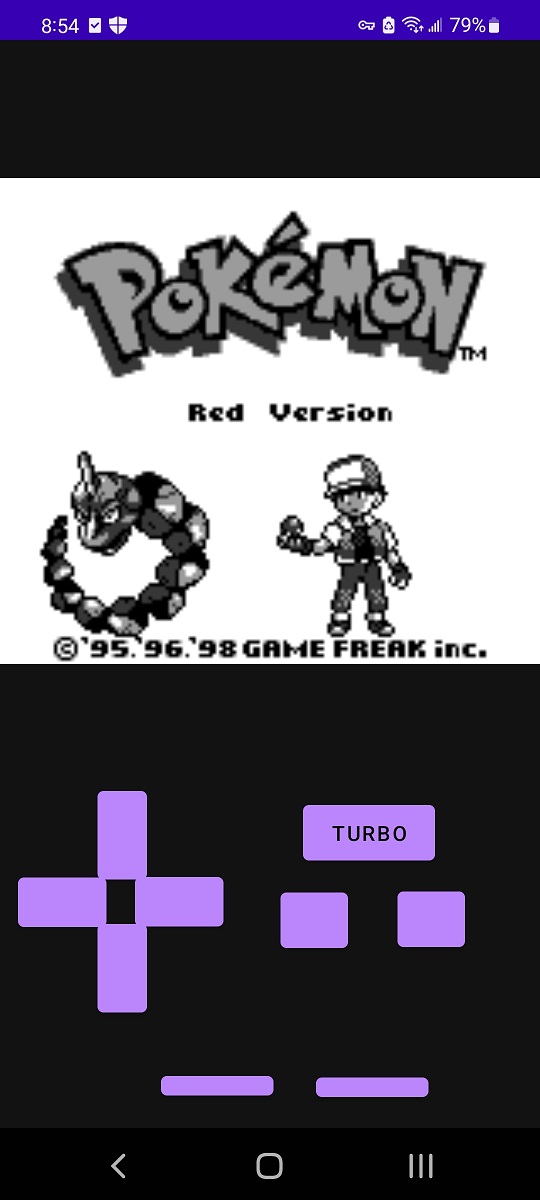 8:54 79%
POKéMON
TM
Red Version
©'95.'96.'98 GAME FREAK inc.
TURBO